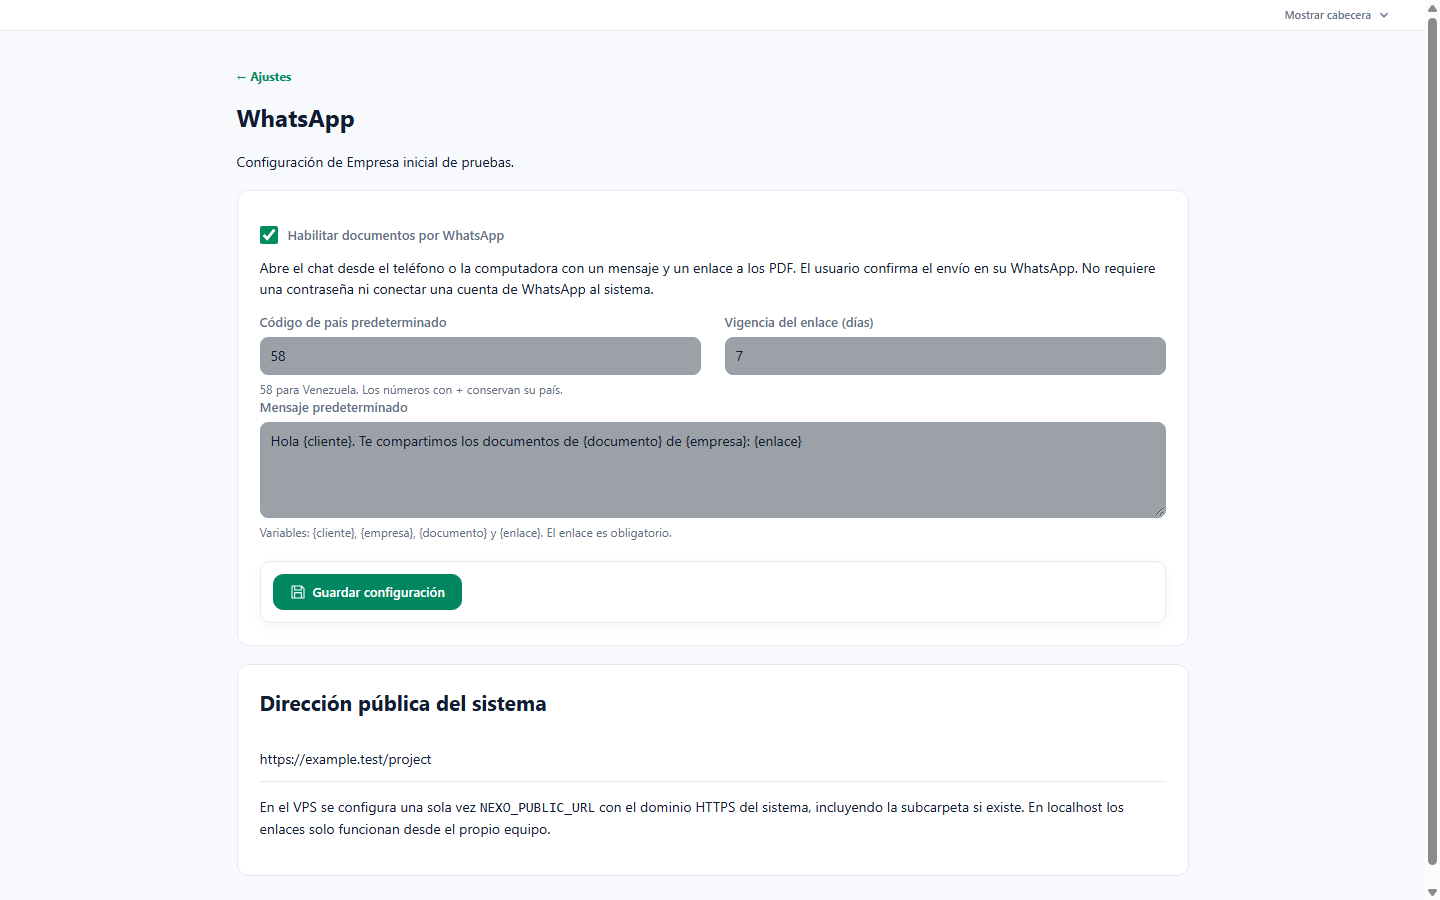 Mostrar cabecera
← Ajustes
WhatsApp
Configuración de Empresa inicial de pruebas.
Habilitar documentos por WhatsApp
Abre el chat desde el teléfono o la computadora con un mensaje y un enlace a los PDF. El usuario confirma el envío en su WhatsApp. No requiere
una contraseña ni conectar una cuenta de WhatsApp al sistema.
Código de país predeterminado
Vigencia del enlace (días)
58
7
58 para Venezuela. Los números con + conservan su país.
Mensaje predeterminado
Hola {cliente}. Te compartimos los documentos de {documento} de {empresa}: {enlace}
Variables: {cliente}, {empresa}, {documento} y {enlace}. El enlace es obligatorio.
Guardar configuración
Dirección pública del sistema
https://example.test/project
En el VPS se configura una sola vez NEXO_PUBLIC_URL con el dominio HTTPS del sistema, incluyendo la subcarpeta si existe. En localhost los
enlaces solo funcionan desde el propio equipo.